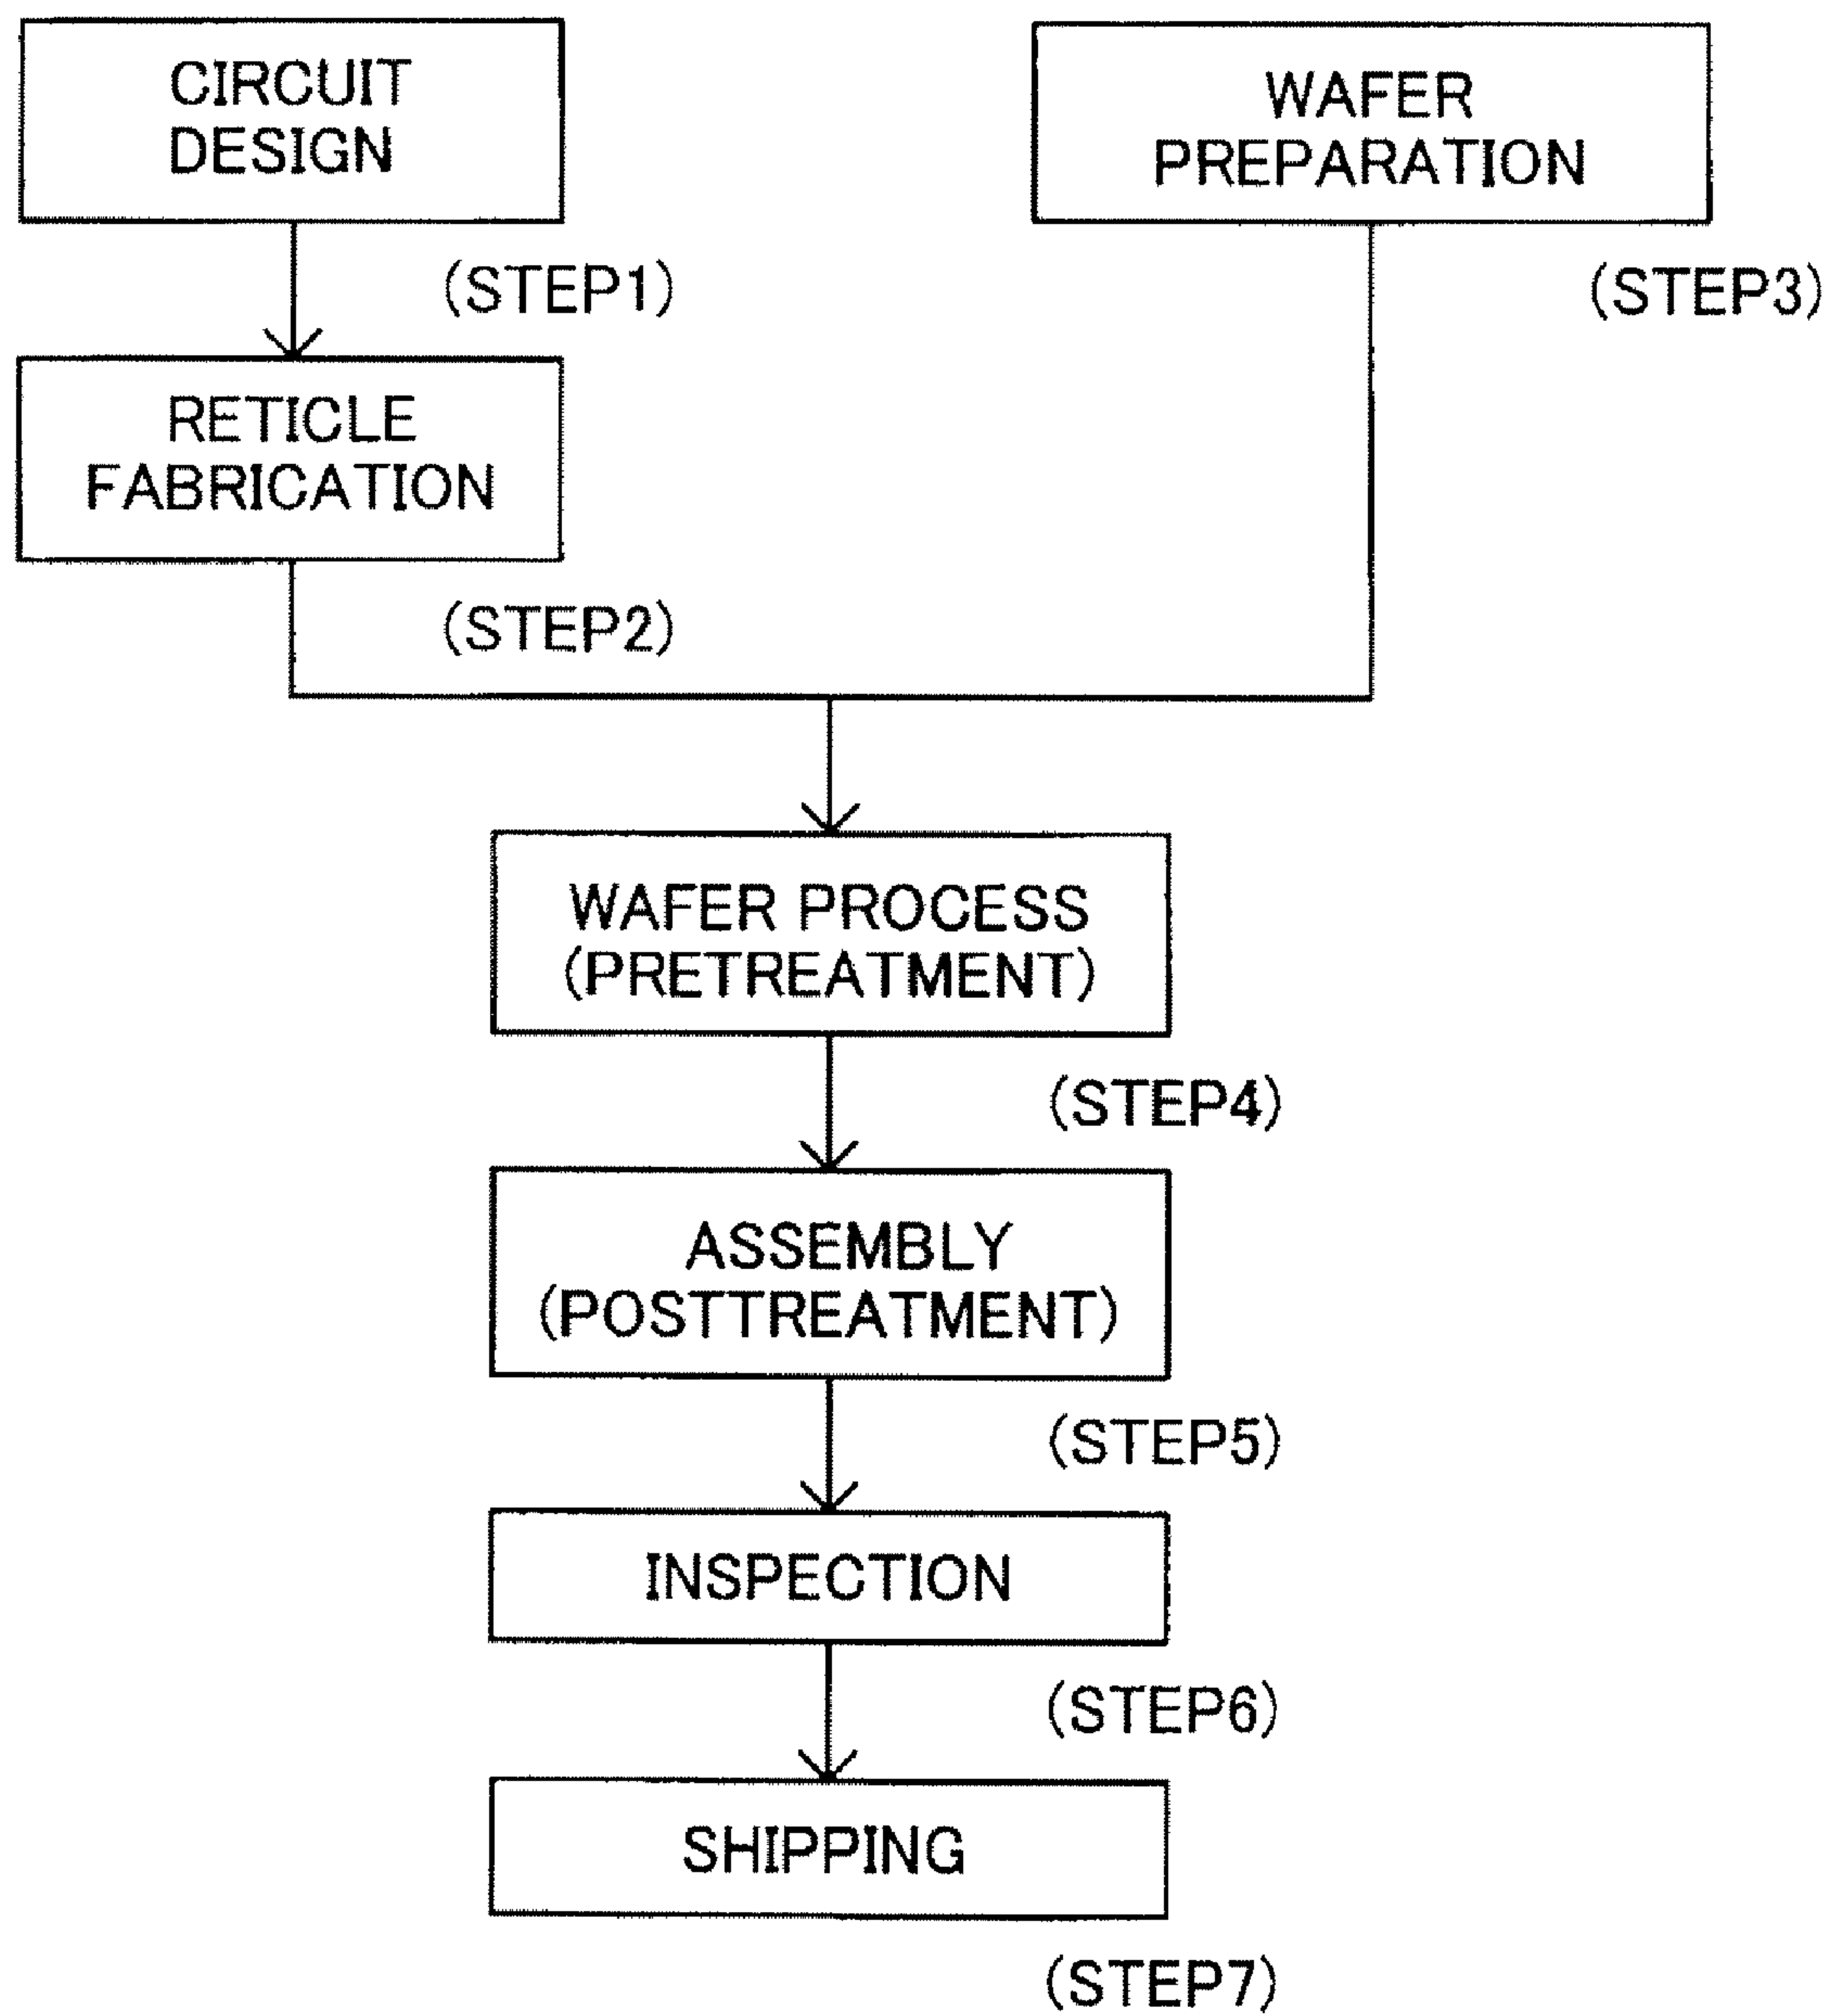 CIRCUIT
DESIGN
(STEP1)
RETICLE
FABRICATION
(STEP2)
WAFER
PREPARATION
(STEP3)
WAFER PROCESS
(PRETREATMENT)
(STEP4)
ASSEMBLY
(POSTTREATMENT)
(STEP5)
INSPECTION
(STEP6)
SHIPPING
(STEP7)